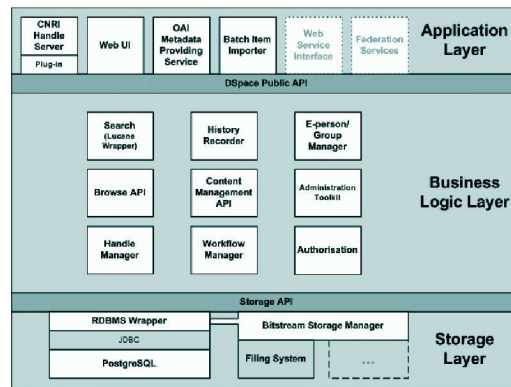 CNRI
Handle
Server
Plug-in
Web UI
OAI
Metadata
Providing
Service
Batch Item
Importer
Web
Service
Interface
Federation
Services
Application
Layer
DSpace Public API
Search
(Lucene
Wrapper)
History
Recorder
E-person/
Group
Manager
Browse API
Content
Management
API
Administration
Toolkit
Business
Logic Layer
Handle
Manager
Workflow
Manager
Authorisation
Storage API
RDBMS Wrapper
JDBC
PostgreSQL
Bitstream Storage Manager
Filing System
...
Storage
Layer